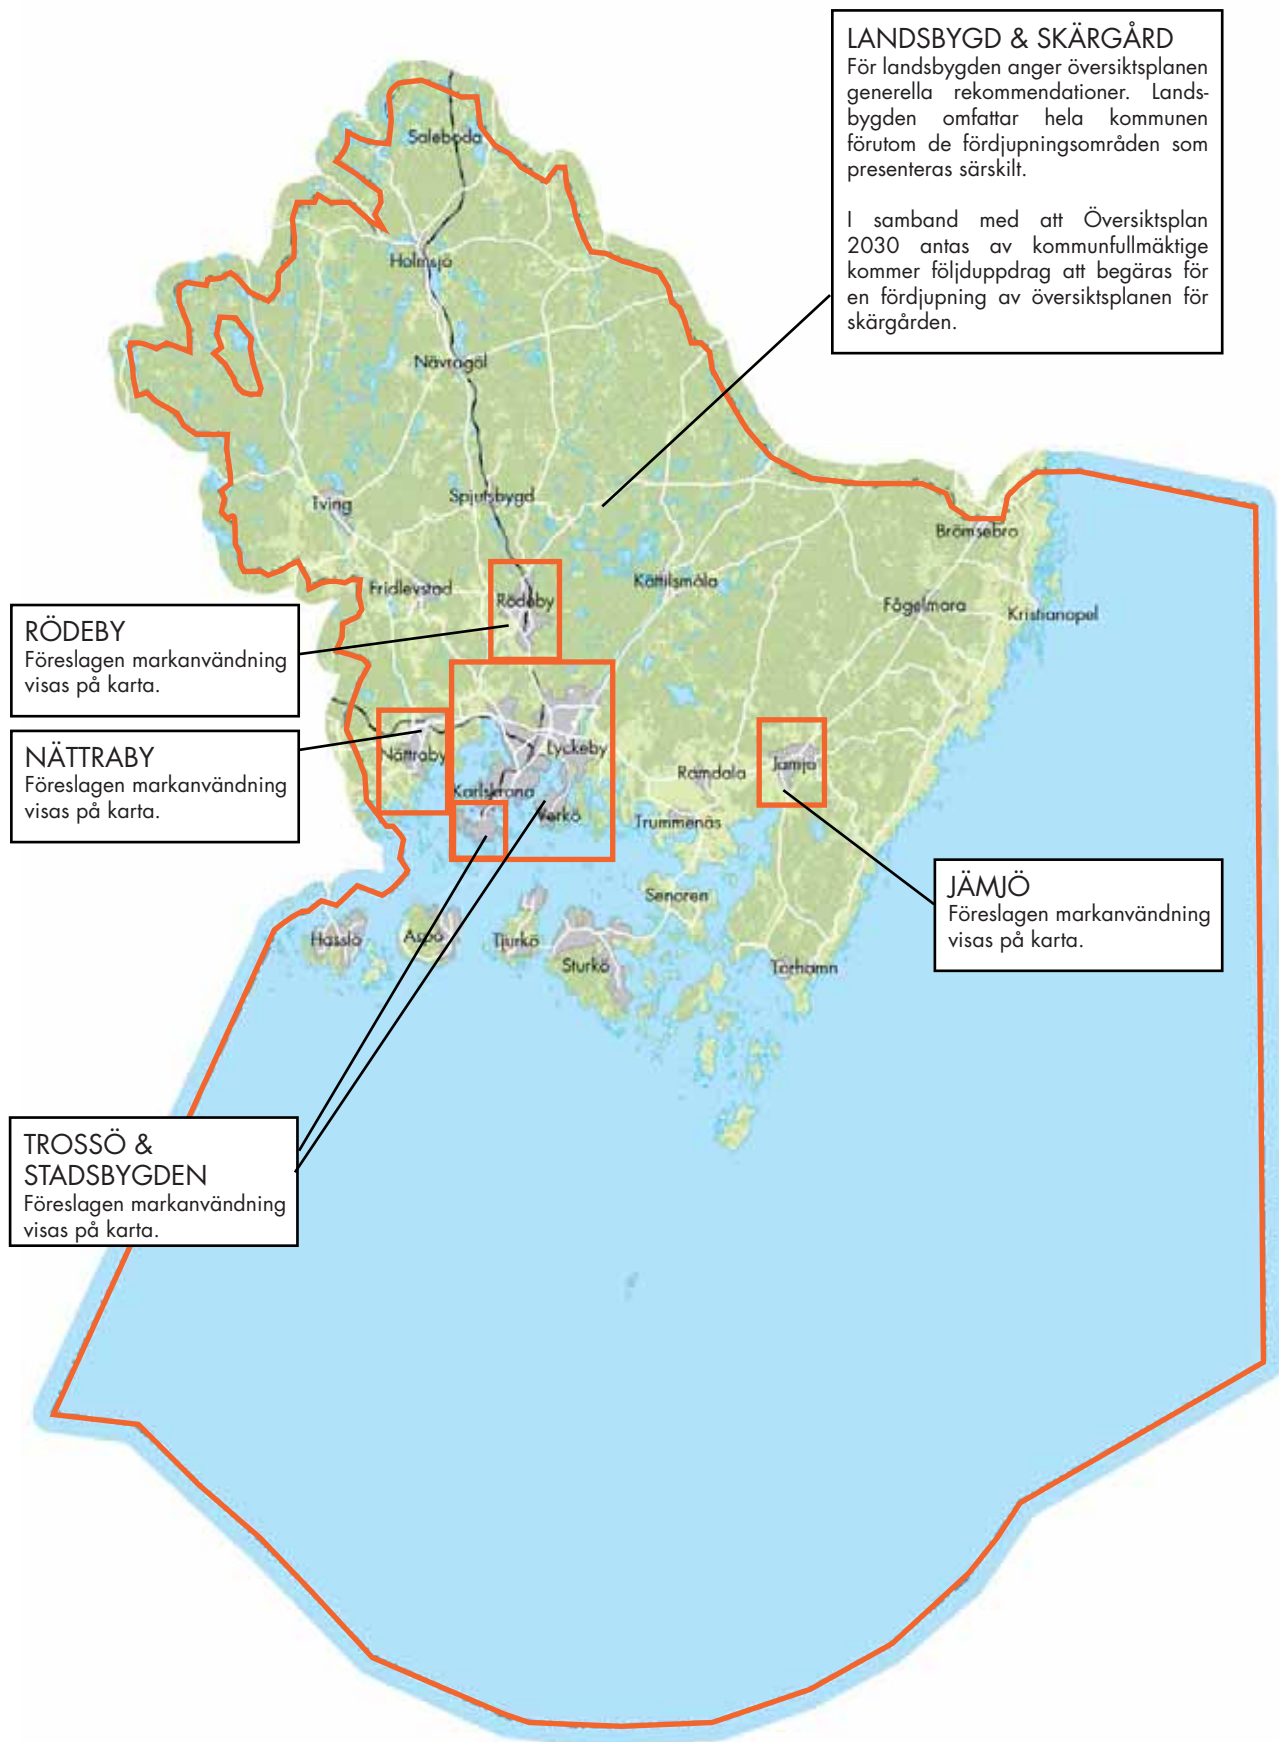 LANDSBYGD & SKÄRGÅRD
För landsbygden anger översiktsplanen
generella rekommendationer. Lands-
bygden omfattar hela kommunen
förutom de fördjupningsområden som
presenteras särskilt.
I samband med att Översiktsplan
2030 antas av kommunfullmäktige
kommer följduppdrag att begäras för
en fördjupning av översiktsplanen för
skärgården.
Saleboda
Holmsjö
Nävragöl
Tving
Spjutsbygd
Brömsebro
Fridlevstad
Rödeby
Kättilsmåla
Fågelmara
Kristianopel
RÖDEBY
Föreslagen markanvändning
visas på karta.
NÄTTRABY
Föreslagen markanvändning
visas på karta.
Nättraby
Lyckeby
Ramdala
Jämjö
Karlskrona
Verkö
Trummenäs
JÄMJÖ
Föreslagen markanvändning
visas på karta.
Senoren
Hasslö
Aspö
Tjurkö
Sturkö
Torhamn
TROSSÖ &
STADSBYGDEN
Föreslagen markanvändning
visas på karta.